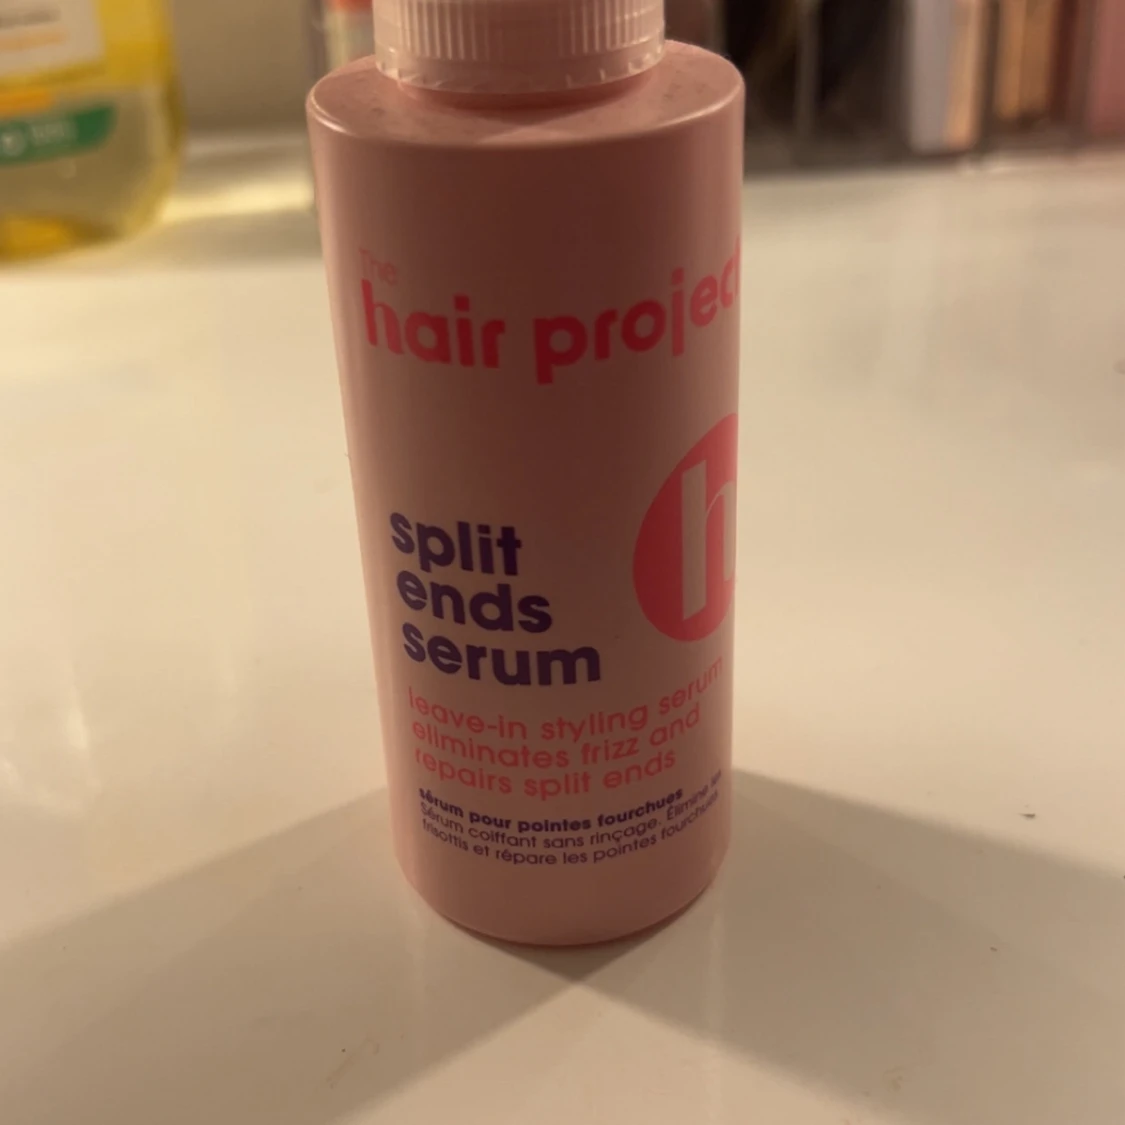 The
hair project
h
split
ends
serum
leave-in styling serum
eliminates frizz and
repairs split ends
sérum pour pointes fourchues
Sérum coiffant sans rinçage. Élimine les
frisottis et répare les pointes fourchues